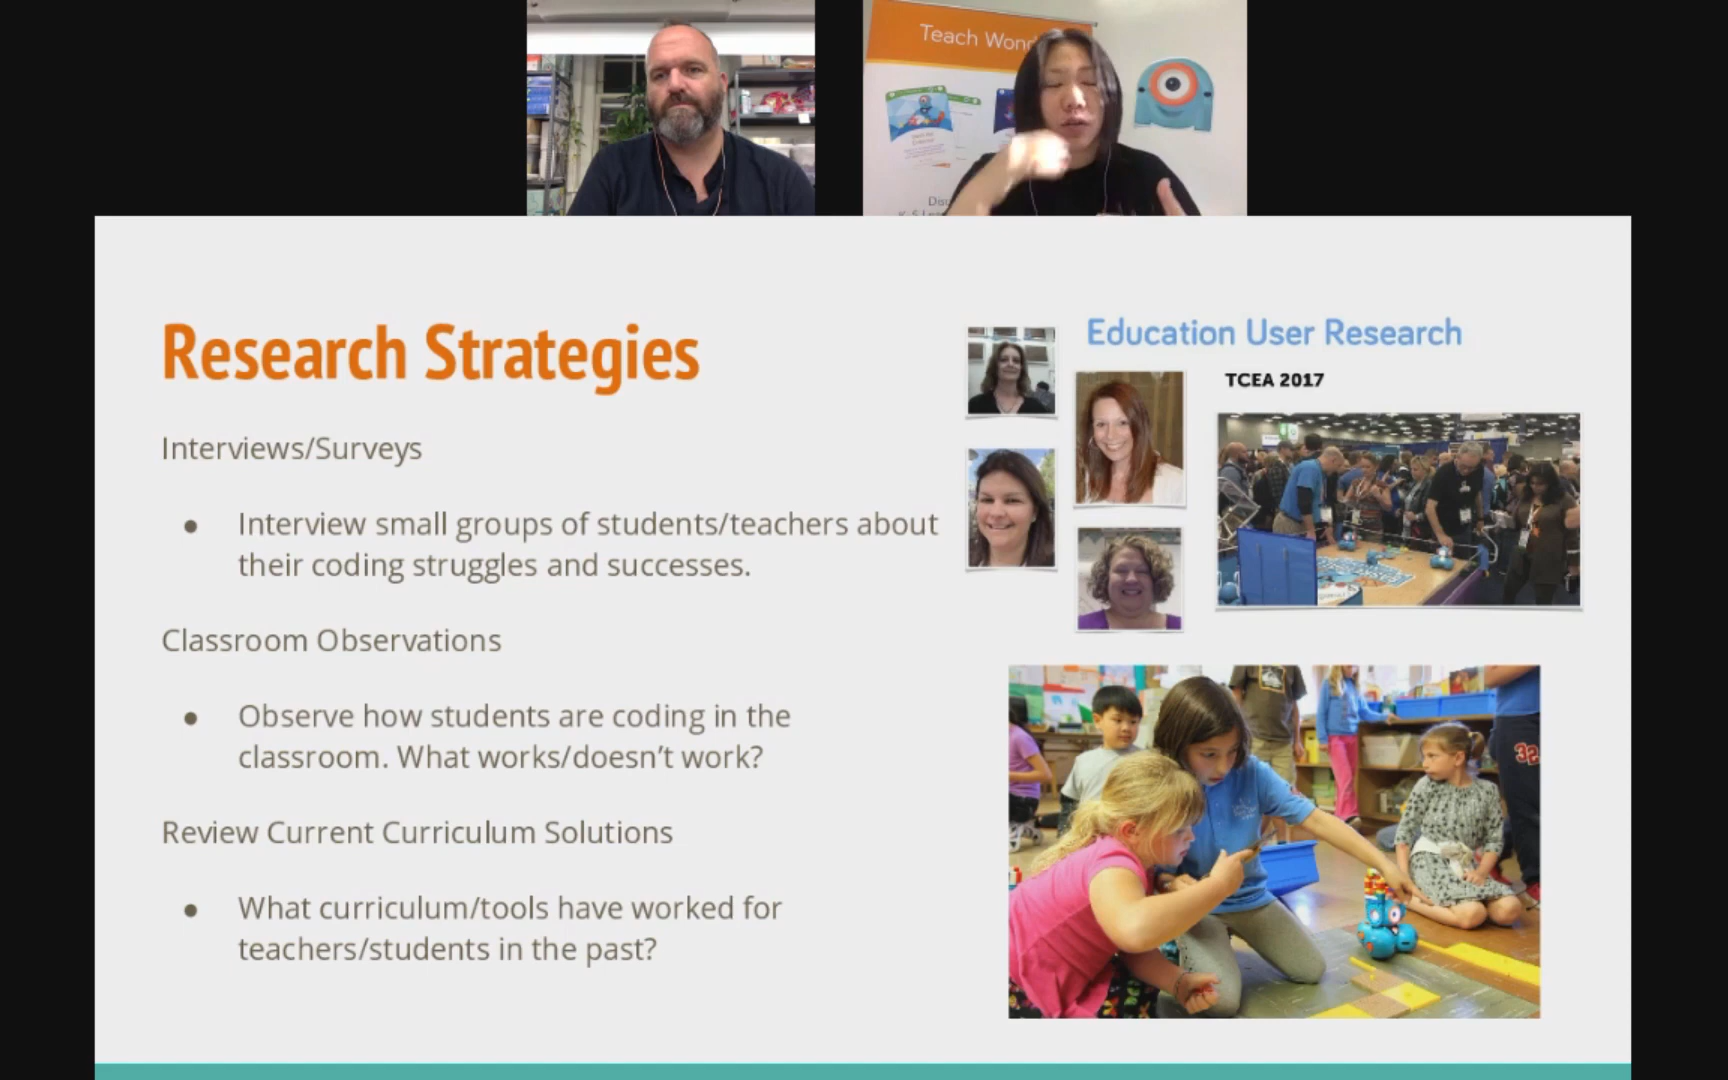 Teach Wond
Research Strategies
Interviews/Surveys
● Interview small groups of students/teachers about
their coding struggles and successes.
Classroom Observations
● Observe how students are coding in the
classroom. What works/doesn't work?
Review Current Curriculum Solutions
● What curriculum/tools have worked for
teachers/students in the past?
Education User Research
TCEA 2017
32